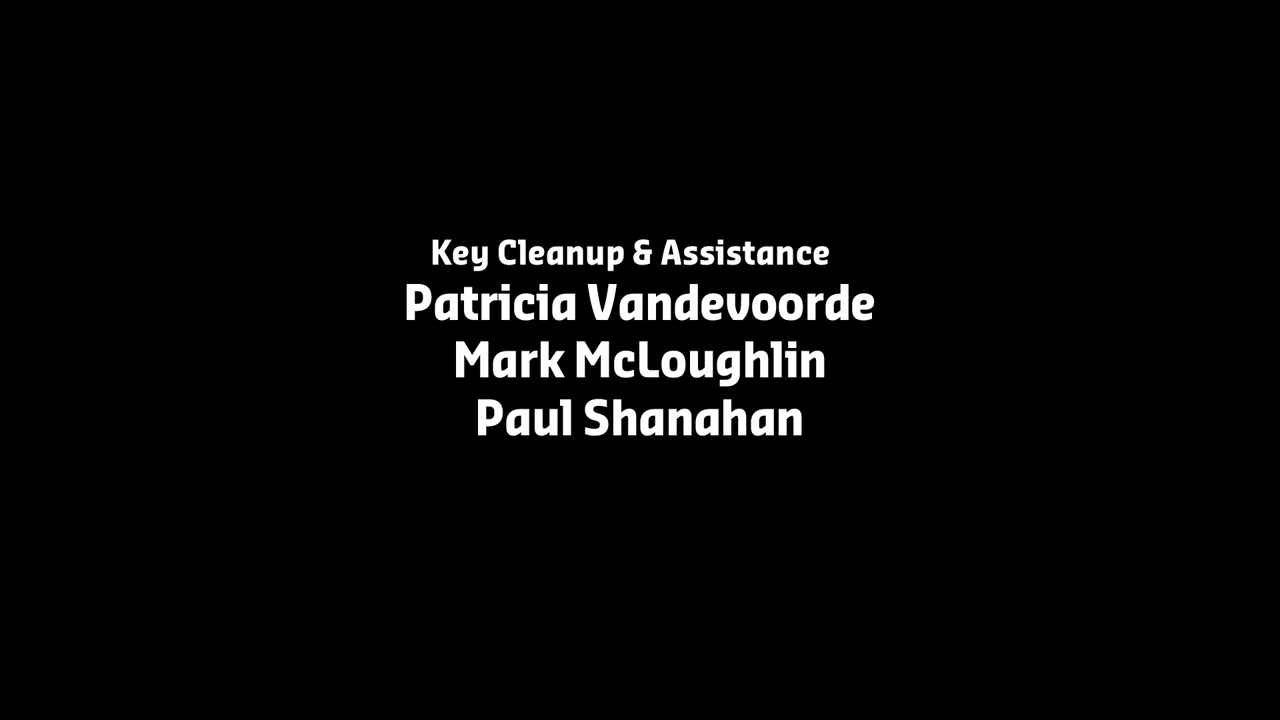 Key Cleanup & Assistance
Patricia Vandevoorde
Mark McLoughlin
Paul Shanahan